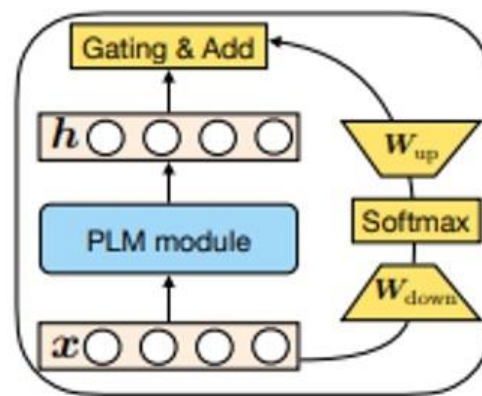 Gating & Add
h
W_up
Softmax
PLM module
W_down
x